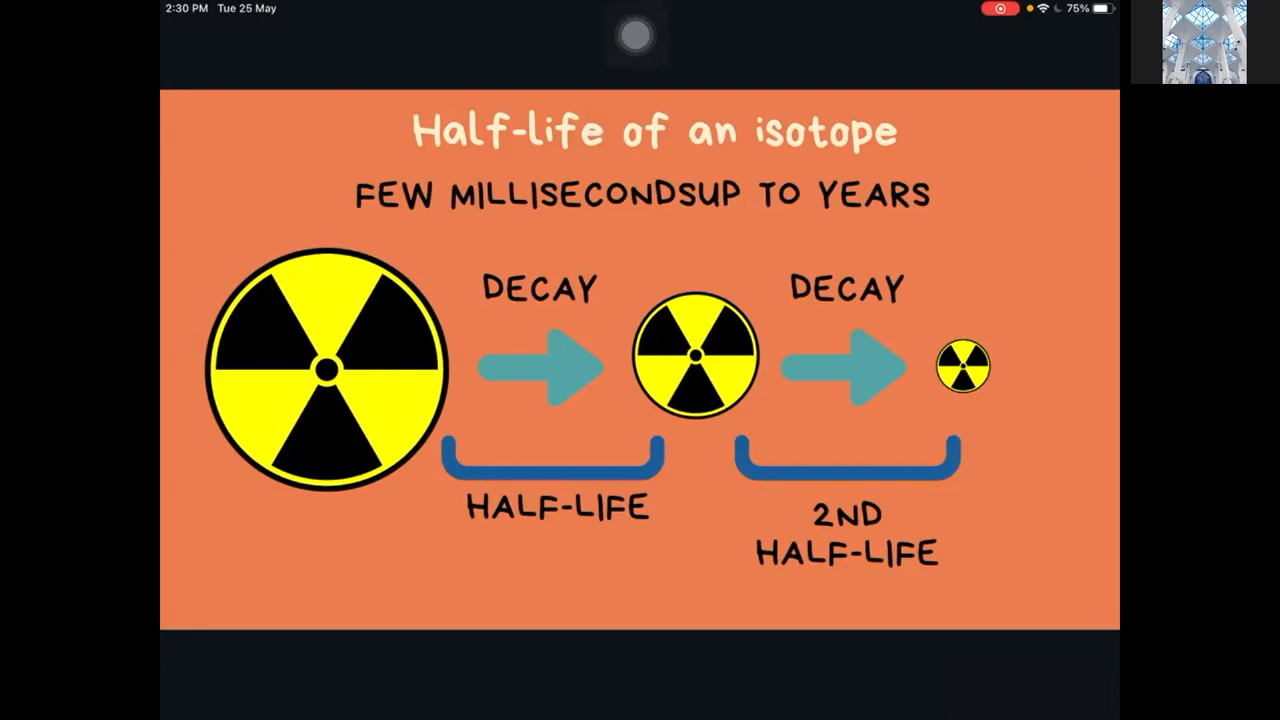 2:30 PM Tue 25 May
75%
Half-life of an isotope
FEW MILLISECONDSUP TO YEARS
DECAY
DECAY
HALF-LIFE
2ND
HALF-LIFE